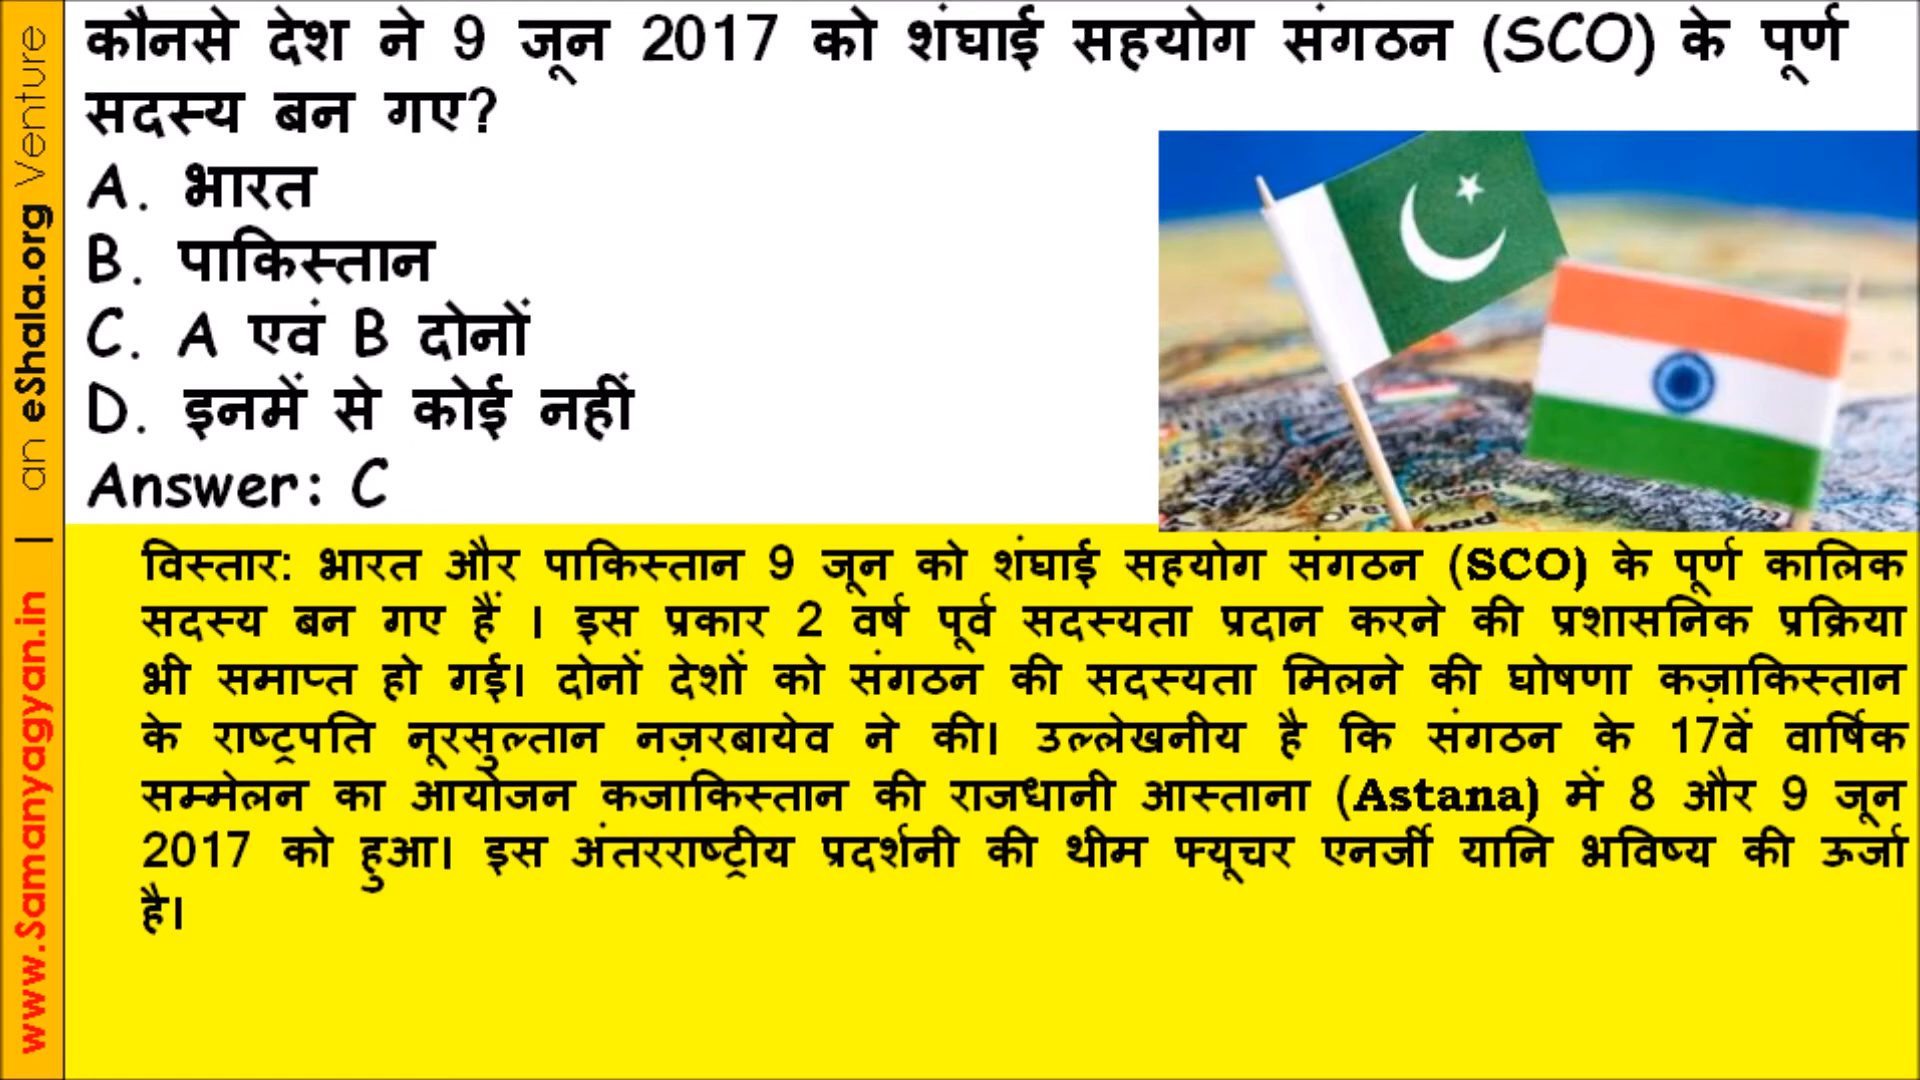 कौनसे देश ने 9 जून 2017 को शंघाई सहयोग संगठन (SCO) के पूर्ण
सदस्य बन गए?
A. भारत
B. पाकिस्तान
C. A एवं B दोनों
D. इनमें से कोई नहीं
Answer: C
विस्तार: भारत और पाकिस्तान 9 जून को शंघाई सहयोग संगठन (SCO) के पूर्ण कालिक
सदस्य बन गए हैं । इस प्रकार 2 वर्ष पूर्व सदस्यता प्रदान करने की प्रशासनिक प्रक्रिया
भी समाप्त हो गई। दोनों देशों को संगठन की सदस्यता मिलने की घोषणा कज़ाकिस्तान
के राष्ट्रपति नूरसुल्तान नज़रबायेव ने की। उल्लेखनीय है कि संगठन के 17वें वार्षिक
सम्मेलन का आयोजन कजाकिस्तान की राजधानी आस्ताना (Astana) में 8 और 9 जून
2017 को हुआ। इस अंतरराष्ट्रीय प्रदर्शनी की थीम फ्यूचर एनर्जी यानि भविष्य की ऊर्जा
है।
www.Samanyagyan.in | an eShala.org Venture